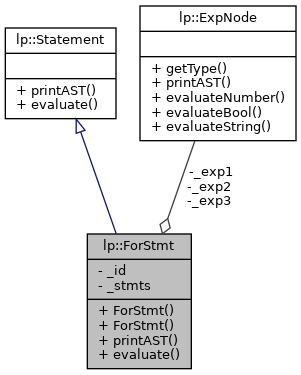 lp::Statement
+ printAST()
+ evaluate()
lp::ExpNode
+ getType()
+ printAST()
+ evaluateNumber()
+ evaluateBool()
+ evaluateString()
-_exp1
-_exp2
-_exp3
lp::ForStmt
- _id
- _stmts
+ ForStmt()
+ ForStmt()
+ printAST()
+ evaluate()